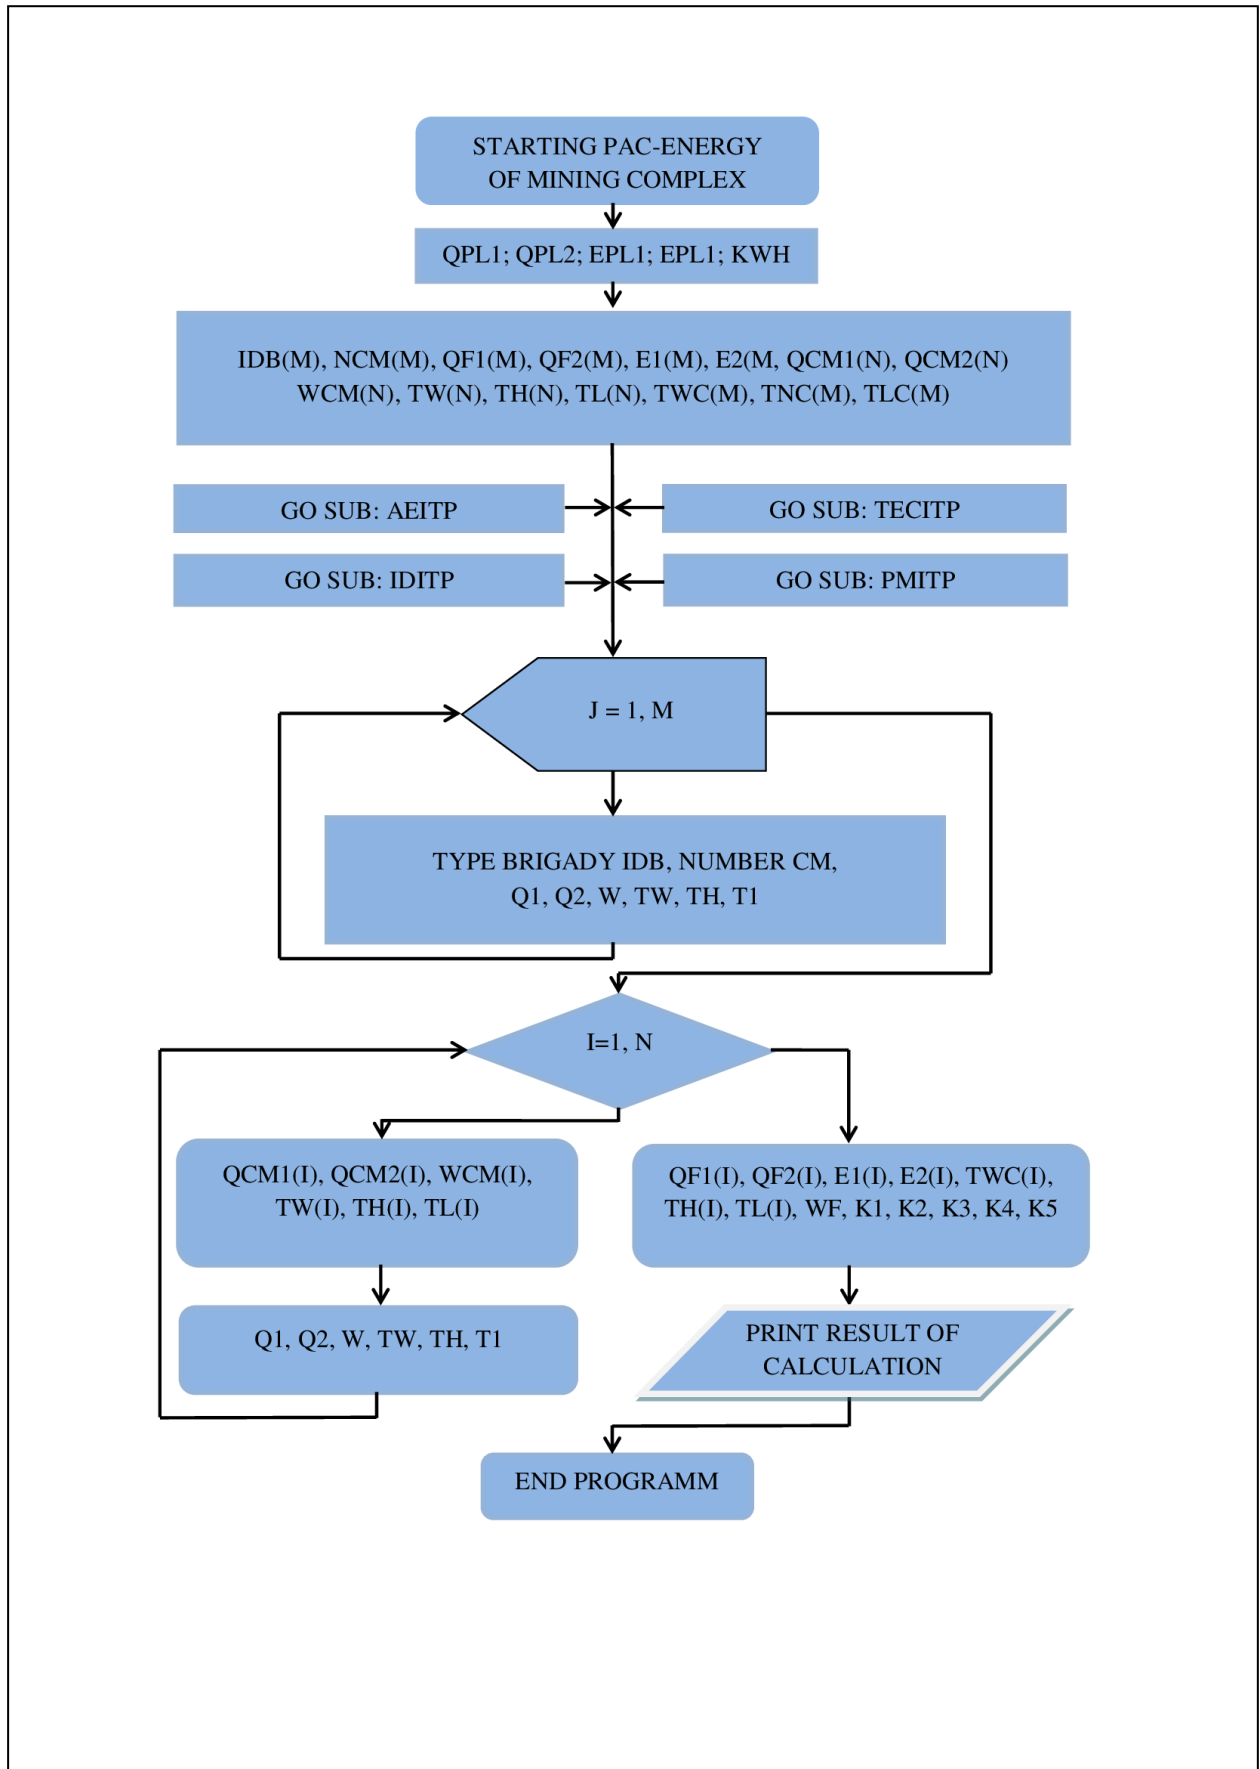 STARTING PAC-ENERGY
OF MINING COMPLEX
QPL1; QPL2; EPL1; EPL1; KWH
IDB(M), NCM(M), QF1(M), QF2(M), E1(M), E2(M, QCM1(N), QCM2(N)
WCM(N), TW(N), TH(N), TL(N), TWC(M), TNC(M), TLC(M)
GO SUB: AEITP
GO SUB: TECITP
GO SUB: IDITP
GO SUB: PMITP
J = 1, M
TYPE BRIGADY IDB, NUMBER CM,
Q1, Q2, W, TW, TH, T1
I=1, N
QCM1(I), QCM2(I), WCM(I),
TW(I), TH(I), TL(I)
QF1(I), QF2(I), E1(I), E2(I), TWC(I),
TH(I), TL(I), WF, K1, K2, K3, K4, K5
Q1, Q2, W, TW, TH, T1
PRINT RESULT OF
CALCULATION
END PROGRAMM